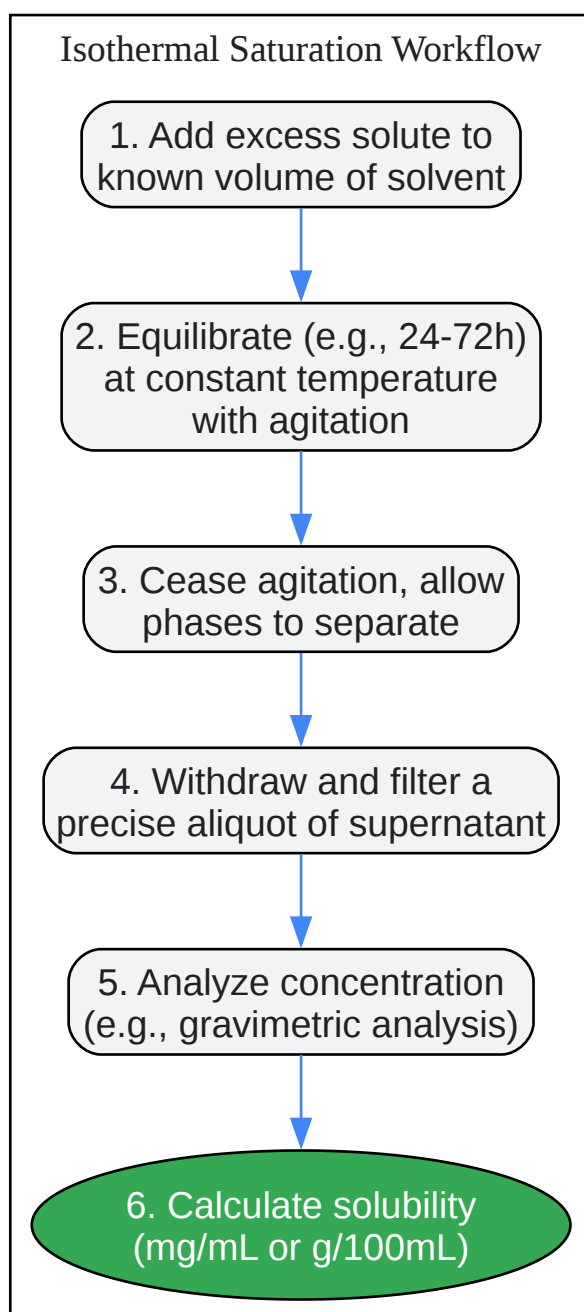 Isothermal Saturation Workflow
1. Add excess solute to
known volume of solvent
2. Equilibrate (e.g., 24-72h)
at constant temperature
with agitation
3. Cease agitation, allow
phases to separate
4. Withdraw and filter a
precise aliquot of supernatant
5. Analyze concentration
(e.g., gravimetric analysis)
6. Calculate solubility
(mg/mL or g/100mL)